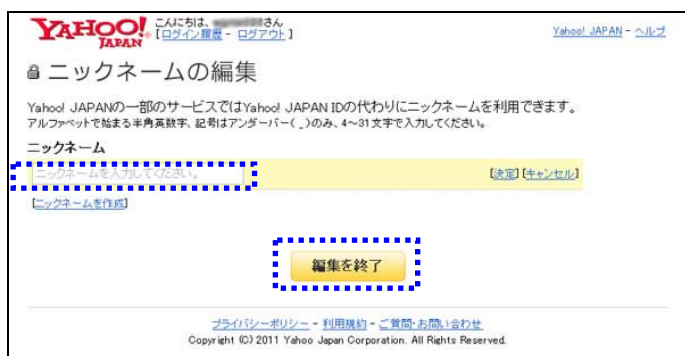 YAHOO! JAPAN
こんにちは、さん
[ログイン履歴 - ログアウト]
Yahoo! JAPAN - ヘルプ
ニックネームの編集
Yahoo! JAPANの一部のサービスではYahoo! JAPAN IDの代わりにニックネームを利用できます。
アルファベットで始まる半角英数字、記号はアンダーバー(_)のみ、4～31文字で入力してください。
ニックネーム
ニックネームを入力してください。
[決定] [キャンセル]
[ニックネームを作成]
編集を終了
プライバシーポリシー - 利用規約 - ご質問・お問い合わせ
Copyright (C) 2011 Yahoo Japan Corporation. All Rights Reserved.